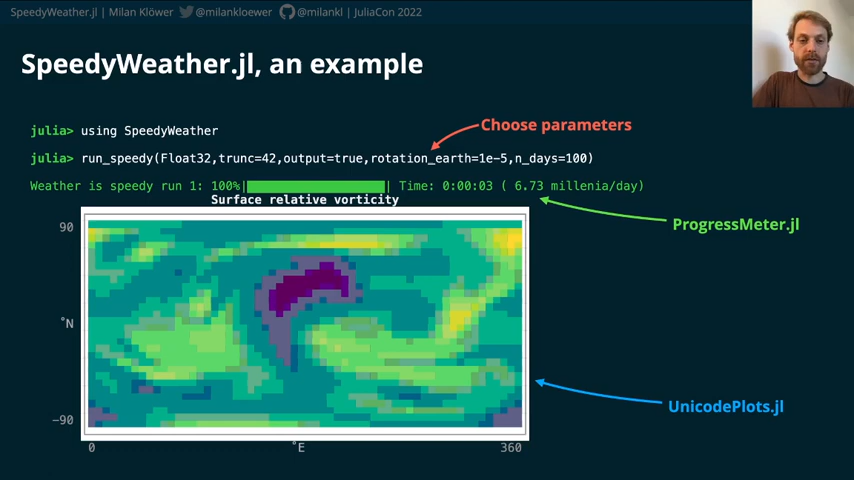 SpeedyWeather.jl | Milan Klöwer @milankloewer @milankl | JuliaCon 2022
SpeedyWeather.jl, an example
Choose parameters
julia> using SpeedyWeather
julia> run_speedy(Float32,trunc=42,output=true,rotation_earth=1e-5,n_days=100)
Weather is speedy run 1: 100%| | Time: 0:00:03 ( 6.73 millenia/day)
Surface relative vorticity
ProgressMeter.jl
90
˚N
−90
0 ˚E 360
UnicodePlots.jl